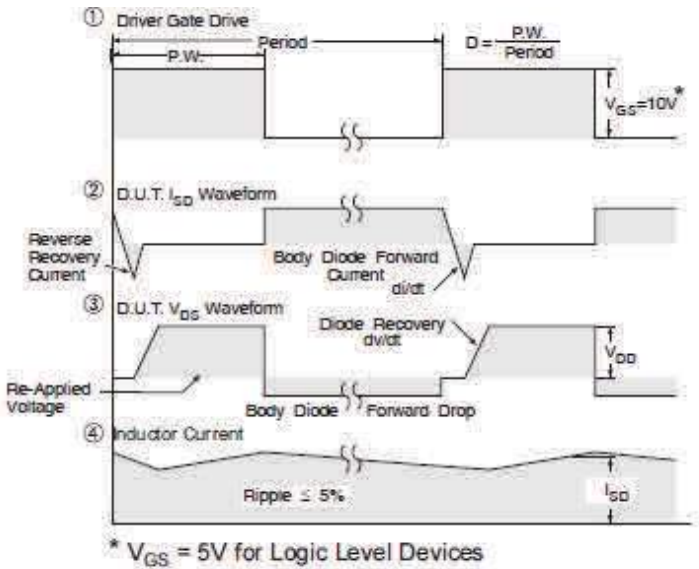 ① Driver Gate Drive
Period
P.W.
D = P.W. / Period
V_GS=10V*
② D.U.T. I_SD Waveform
Reverse
Recovery
Current
Body Diode Forward
Current
di/dt
③ D.U.T. V_DS Waveform
Diode Recovery
dv/dt
V_DD
Re-Applied
Voltage
Body Diode Forward Drop
④ Inductor Current
Ripple ≤ 5%
I_SD
* V_GS = 5V for Logic Level Devices